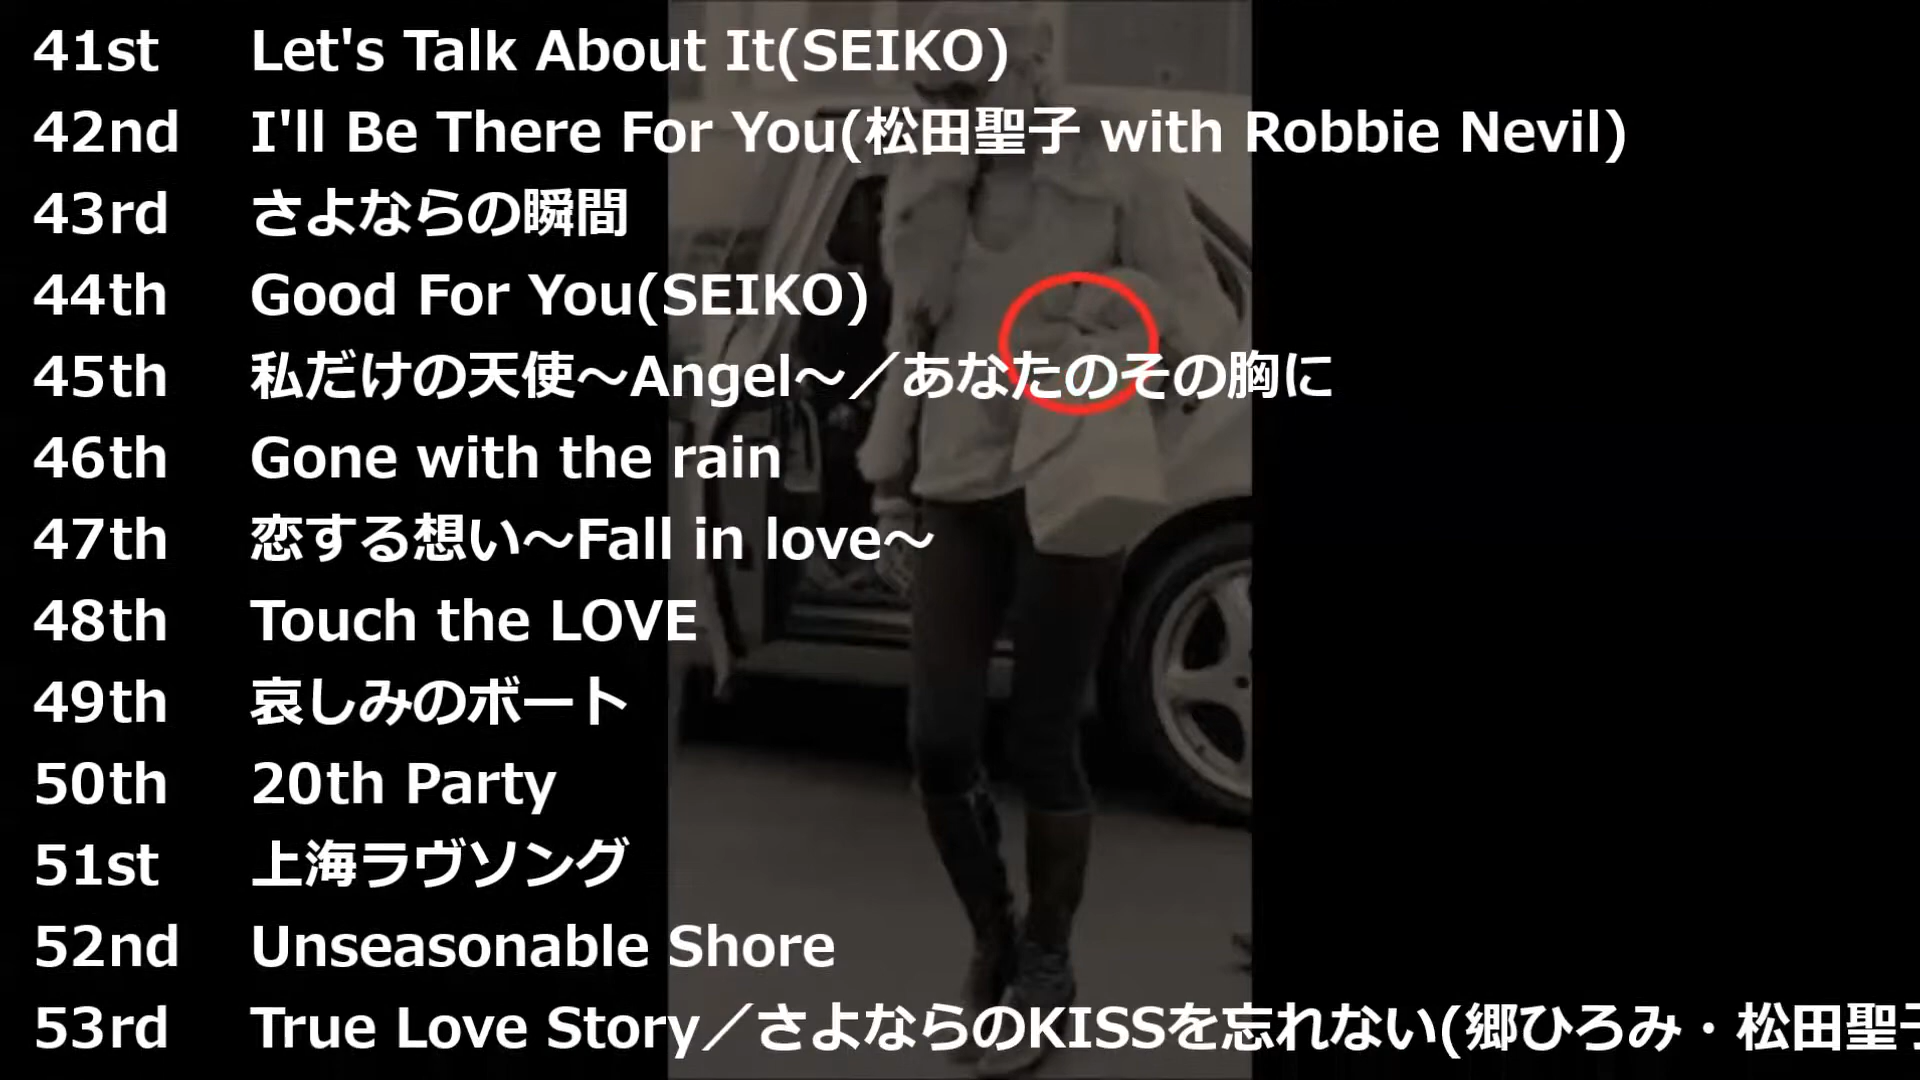 41st Let's Talk About It(SEIKO)
42nd I'll Be There For You(松田聖子 with Robbie Nevil)
43rd さよならの瞬間
44th Good For You(SEIKO)
45th 私だけの天使～Angel～／あなたのその胸に
46th Gone with the rain
47th 恋する想い～Fall in love～
48th Touch the LOVE
49th 哀しみのボート
50th 20th Party
51st 上海ラヴソング
52nd Unseasonable Shore
53rd True Love Story／さよならのKISSを忘れない(郷ひろみ・松田聖子